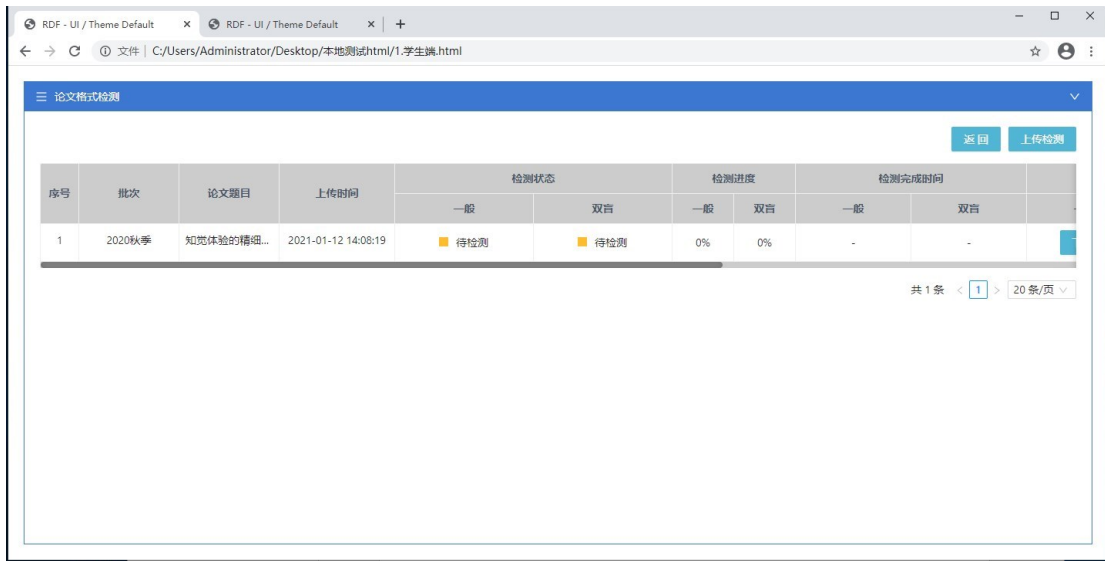 RDF - UI / Theme Default
RDF - UI / Theme Default
文件 | C:/Users/Administrator/Desktop/本地测试html/1.学生端.html
论文格式检测
返回 上传检测
序号 批次 论文题目 上传时间 检测状态 检测进度 检测完成时间
一般 双盲 一般 双盲 一般 双盲
1 2020秋季 知觉体验的精细... 2021-01-12 14:08:19 待检测 待检测 0% 0% - -
共 1 条 < 1 > 20 条/页